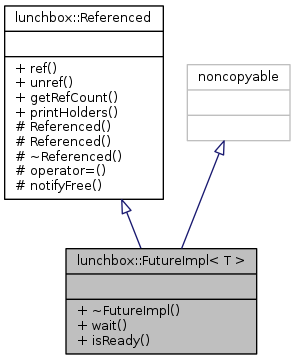 lunchbox::Referenced
+ ref()
+ unref()
+ getRefCount()
+ printHolders()
# Referenced()
# Referenced()
# ~Referenced()
# operator=()
# notifyFree()
noncopyable
lunchbox::FutureImpl< T >
+ ~FutureImpl()
+ wait()
+ isReady()